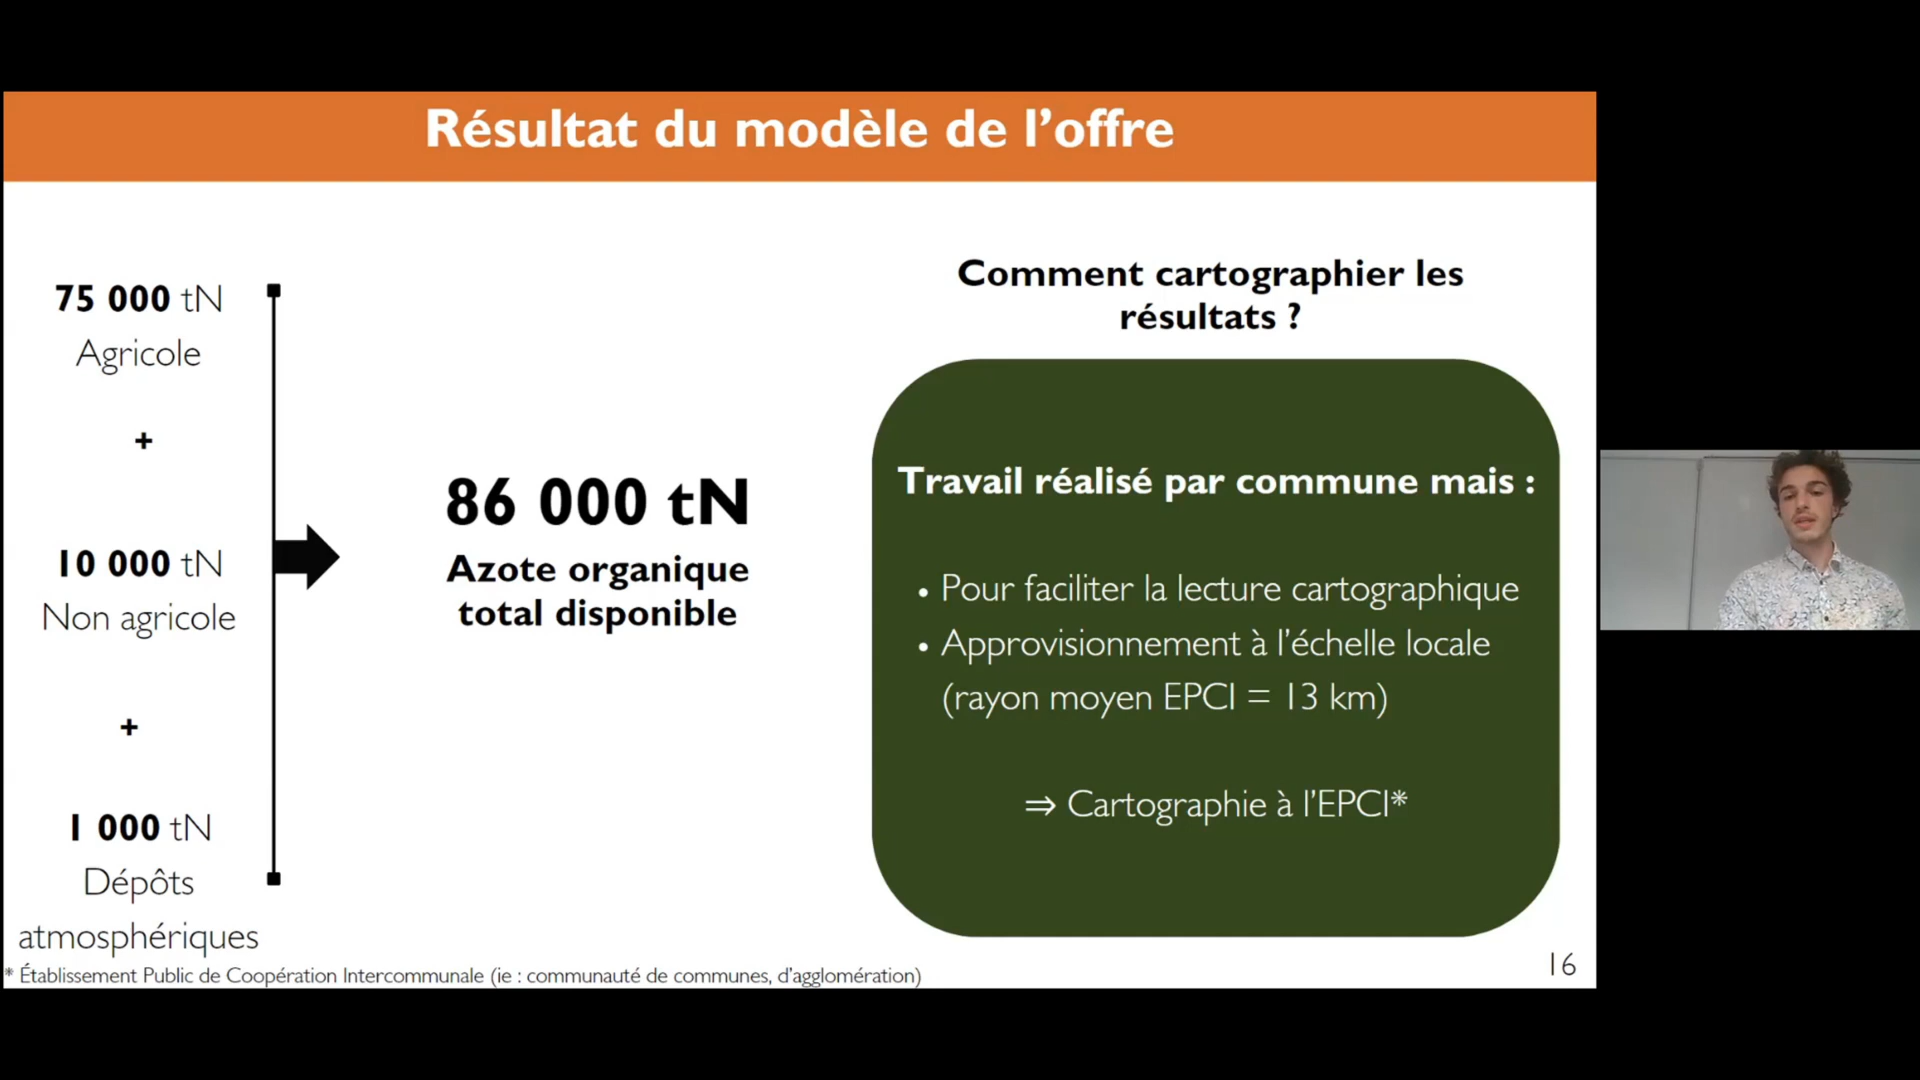 Résultat du modèle de l'offre
75 000 tN
Agricole
+
10 000 tN
Non agricole
+
1 000 tN
Dépôts
atmosphériques
86 000 tN
Azote organique
total disponible
Comment cartographier les
résultats ?
Travail réalisé par commune mais :
• Pour faciliter la lecture cartographique
• Approvisionnement à l'échelle locale
(rayon moyen EPCI = 13 km)
⇒ Cartographie à l'EPCI*
* Établissement Public de Coopération Intercommunale (ie : communauté de communes, d'agglomération)
16